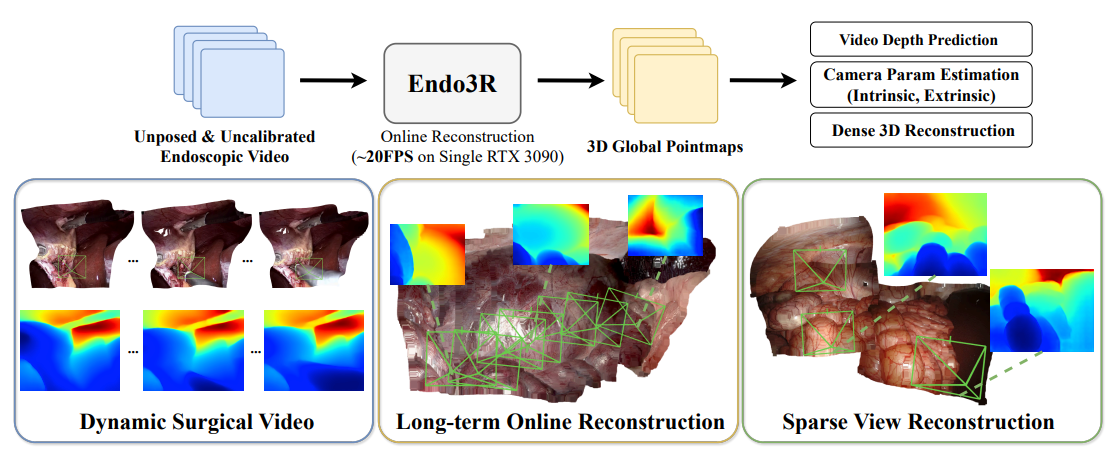 Unposed & Uncalibrated
Endoscopic Video
Endo3R
Online Reconstruction
(~20FPS on Single RTX 3090)
3D Global Pointmaps
Video Depth Prediction
Camera Param Estimation
(Intrinsic, Extrinsic)
Dense 3D Reconstruction
...
...
...
...
Dynamic Surgical Video
Long-term Online Reconstruction
Sparse View Reconstruction